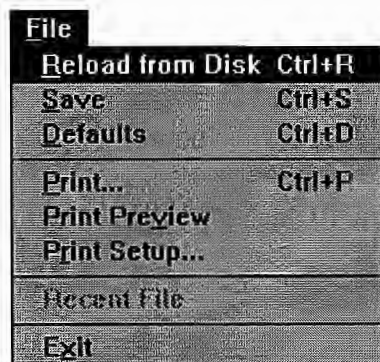 File
Reload from Disk Ctrl+R
Save Ctrl+S
Defaults Ctrl+D
Print... Ctrl+P
Print Preview
Print Setup...
Recent File
Exit